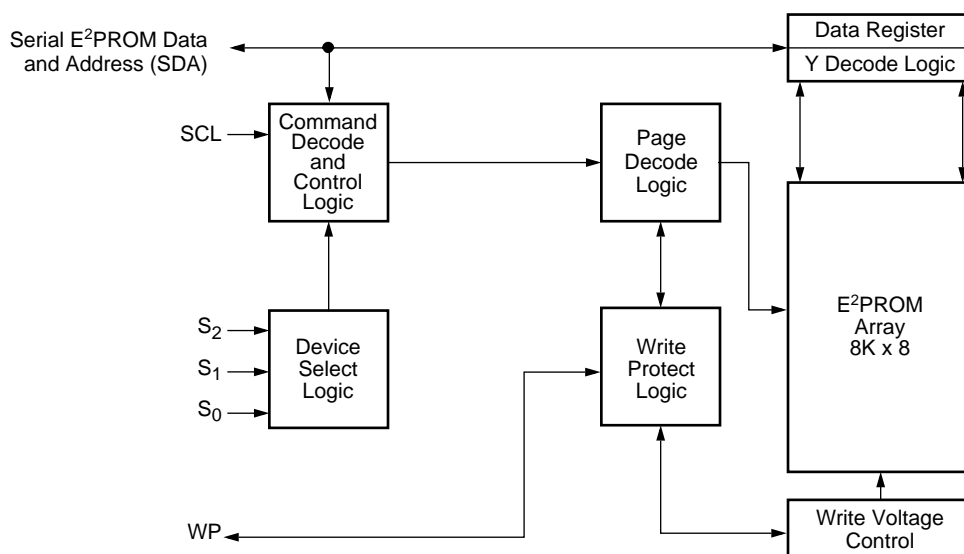 Serial E²PROM Data
and Address (SDA)
Data Register
Y Decode Logic
SCL
Command
Decode
and
Control
Logic
Page
Decode
Logic
S₂
S₁
S₀
Device
Select
Logic
Write
Protect
Logic
E²PROM
Array
8K x 8
WP
Write Voltage
Control